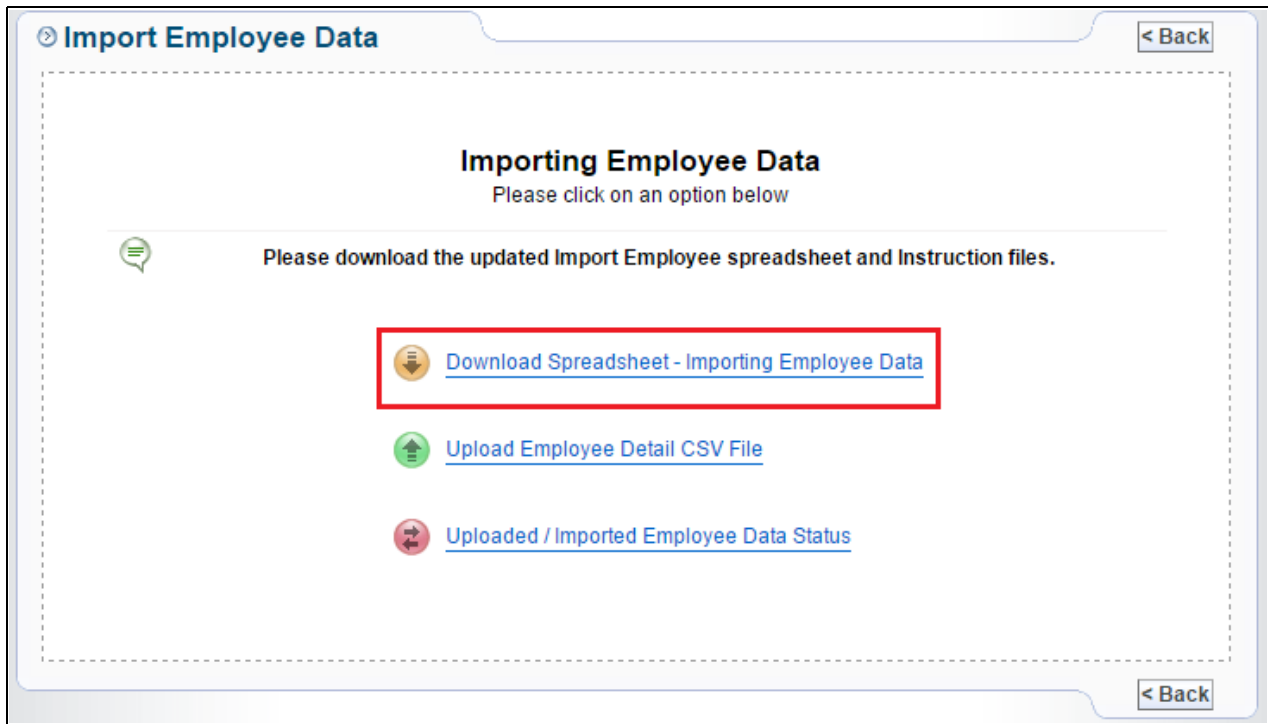 Import Employee Data
< Back
Importing Employee Data
Please click on an option below
Please download the updated Import Employee spreadsheet and Instruction files.
Download Spreadsheet - Importing Employee Data
Upload Employee Detail CSV File
Uploaded / Imported Employee Data Status
< Back